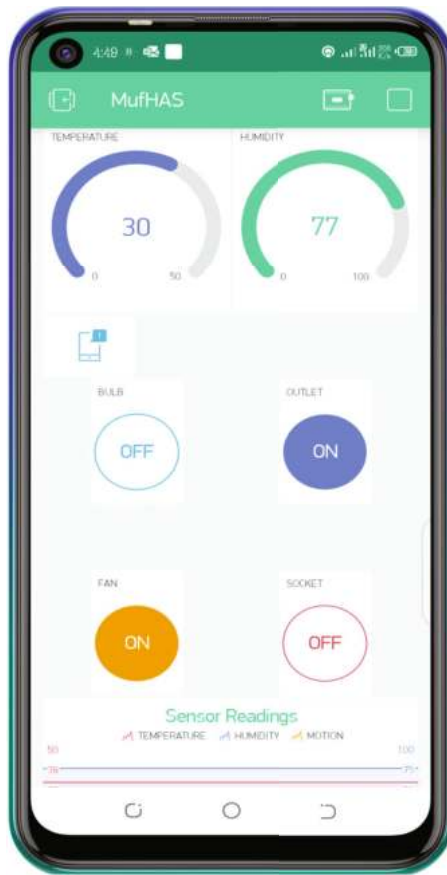 4:49
MufHAS
TEMPERATURE
HUMIDITY
30
77
0 50
0 100
BULB
OUTLET
OFF
ON
FAN
SOCKET
ON
OFF
Sensor Readings
TEMPERATURE HUMIDITY MOTION
50 100
75